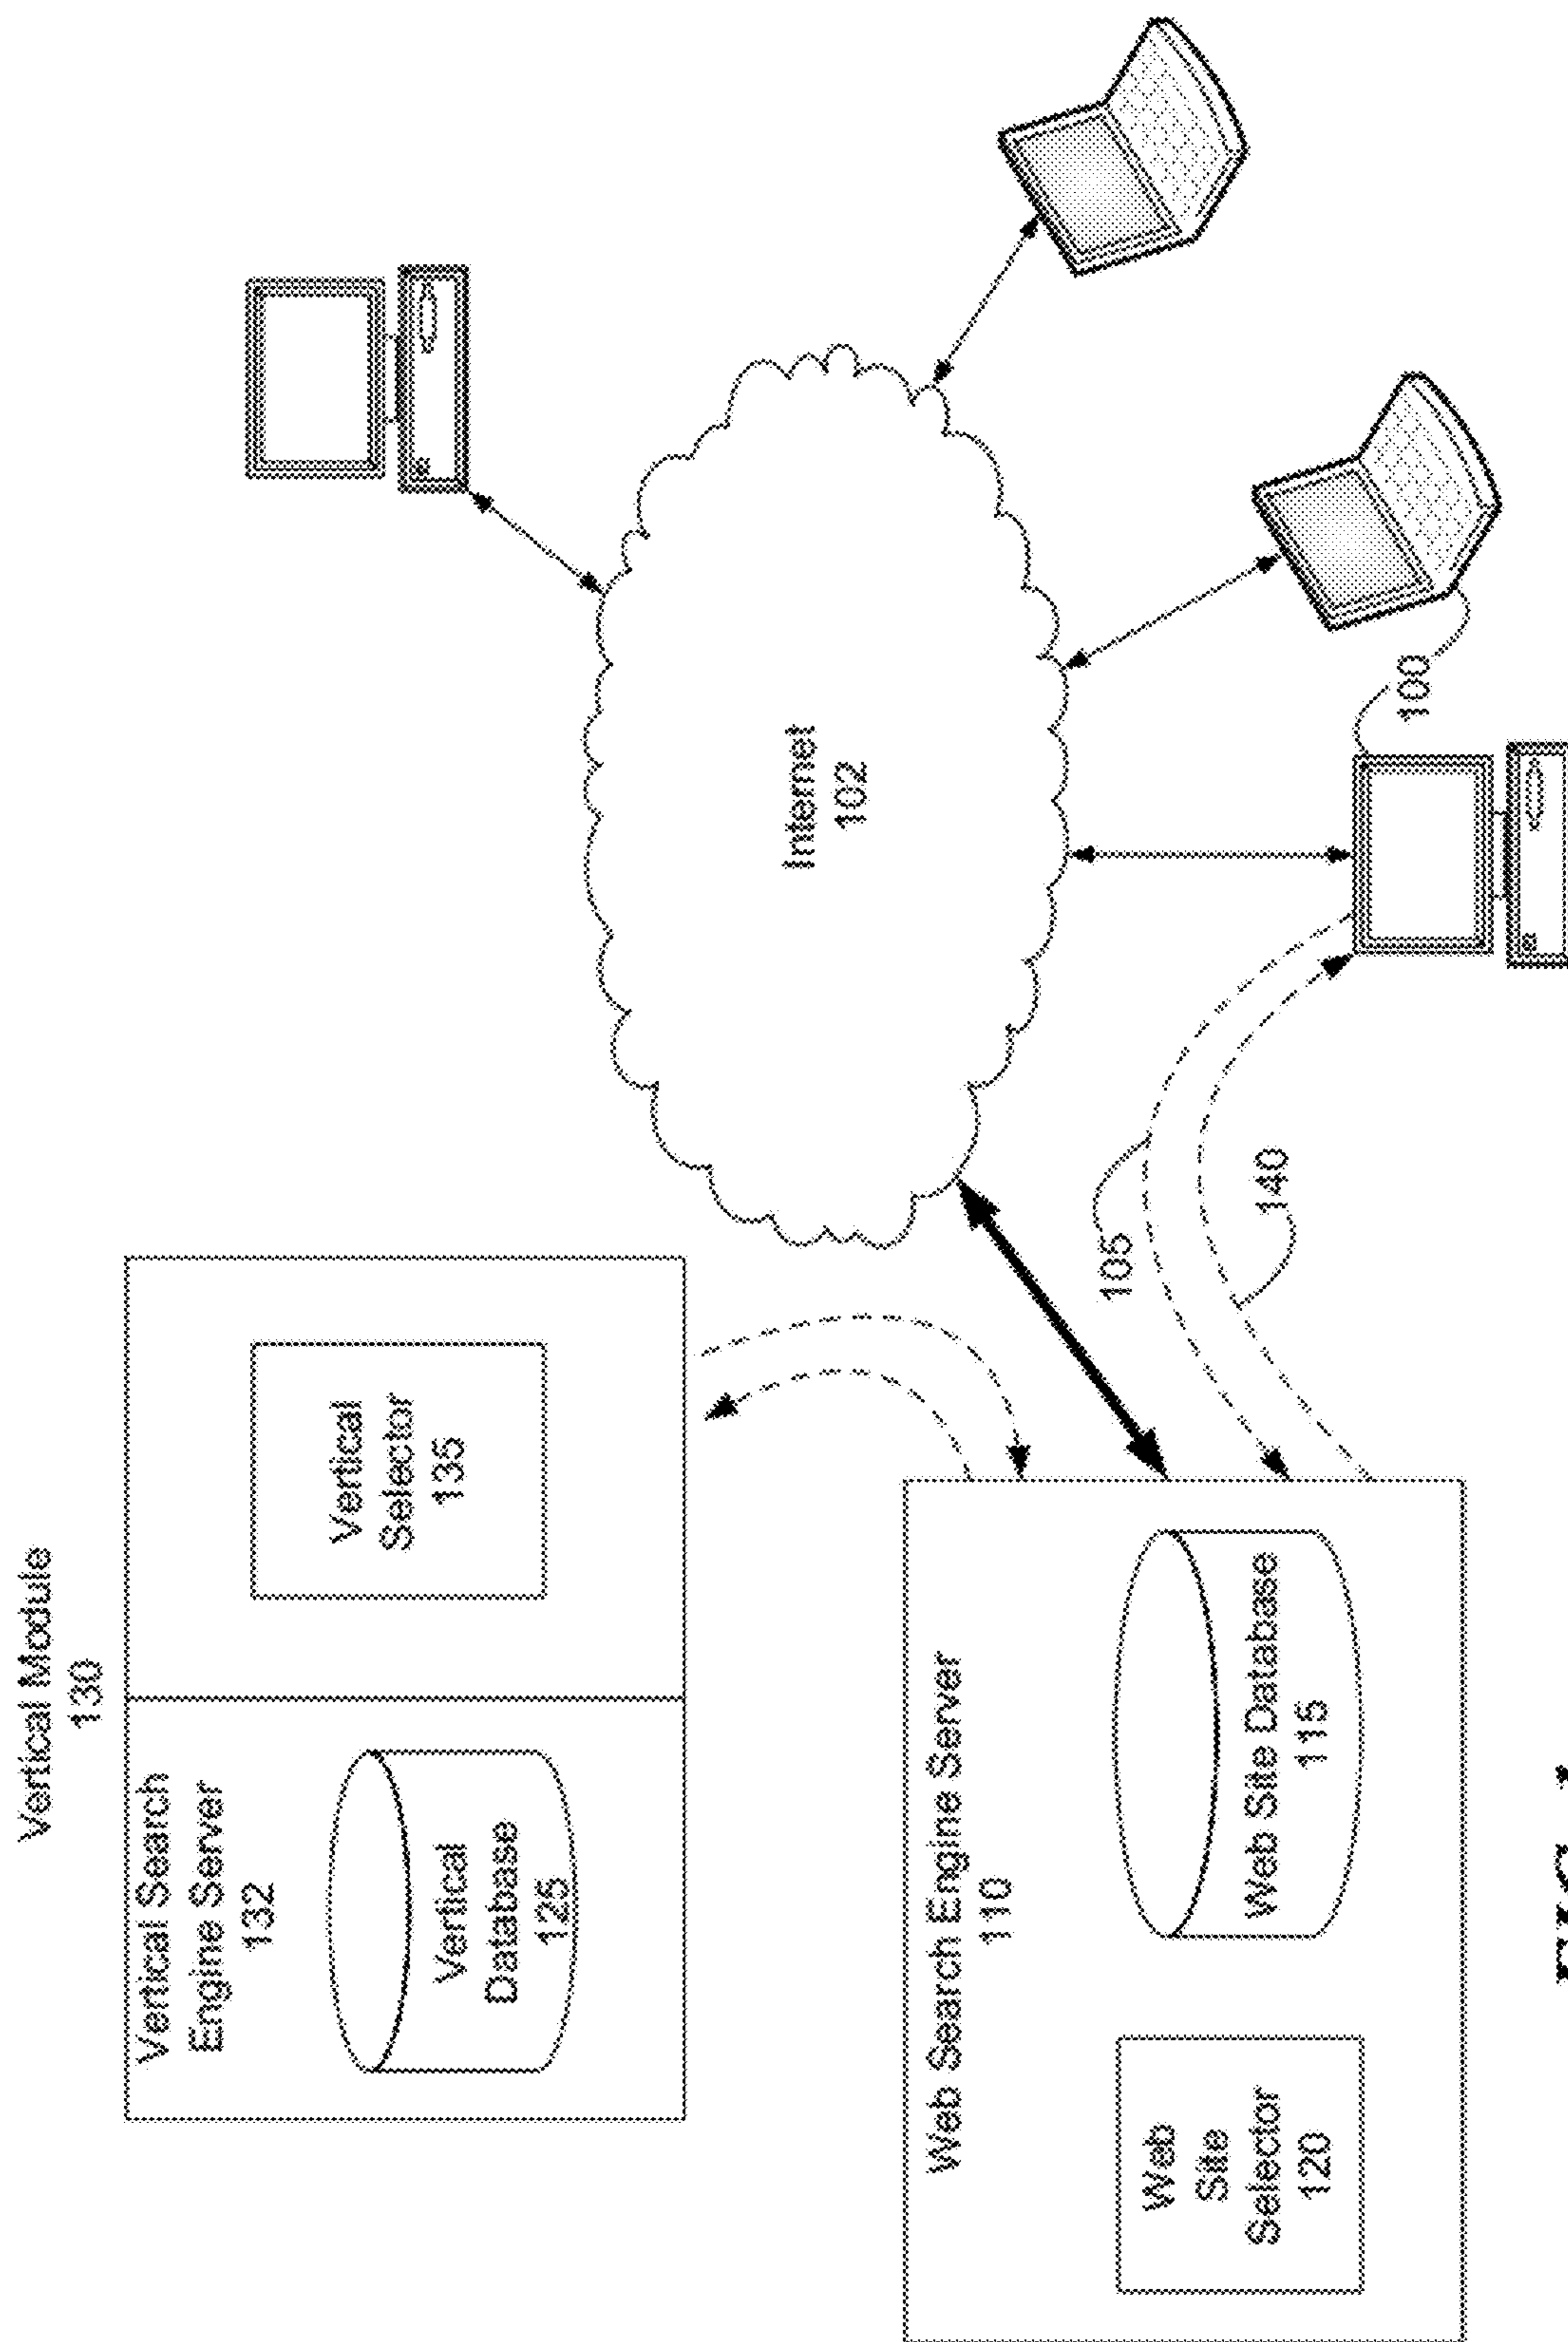 Vertical Module
130
Vertical Search
Engine Server
132
Vertical
Database
125
Vertical
Selector
135
Internet
102
Web Search Engine Server
110
Web
Site
Selector
120
Web Site Database
115
105
140
100